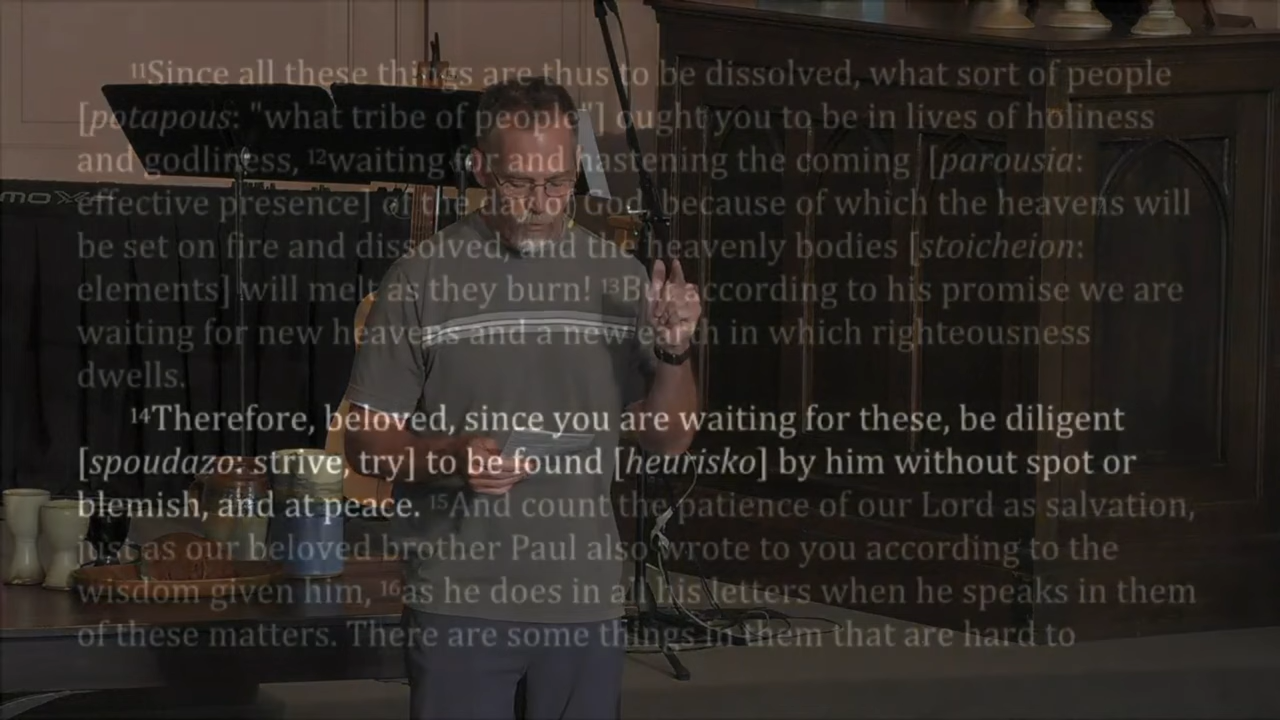 ¹¹Since all these things are thus to be dissolved, what sort of people
[potapous: "what tribe of people"] ought you to be in lives of holiness
and godliness, ¹²waiting for and hastening the coming [parousia:
effective presence] of the day of God, because of which the heavens will
be set on fire and dissolved, and the heavenly bodies [stoicheion:
elements] will melt as they burn! ¹³But according to his promise we are
waiting for new heavens and a new earth in which righteousness
dwells.
¹⁴Therefore, beloved, since you are waiting for these, be diligent
[spoudazo: strive, try] to be found [heurisko] by him without spot or
blemish, and at peace. ¹⁵And count the patience of our Lord as salvation,
just as our beloved brother Paul also wrote to you according to the
wisdom given him, ¹⁶as he does in all his letters when he speaks in them
of these matters. There are some things in them that are hard to